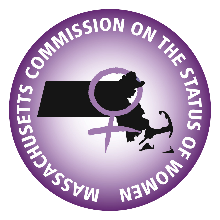 MASSACHUSETTS COMMISSION ON THE STATUS OF WOMEN